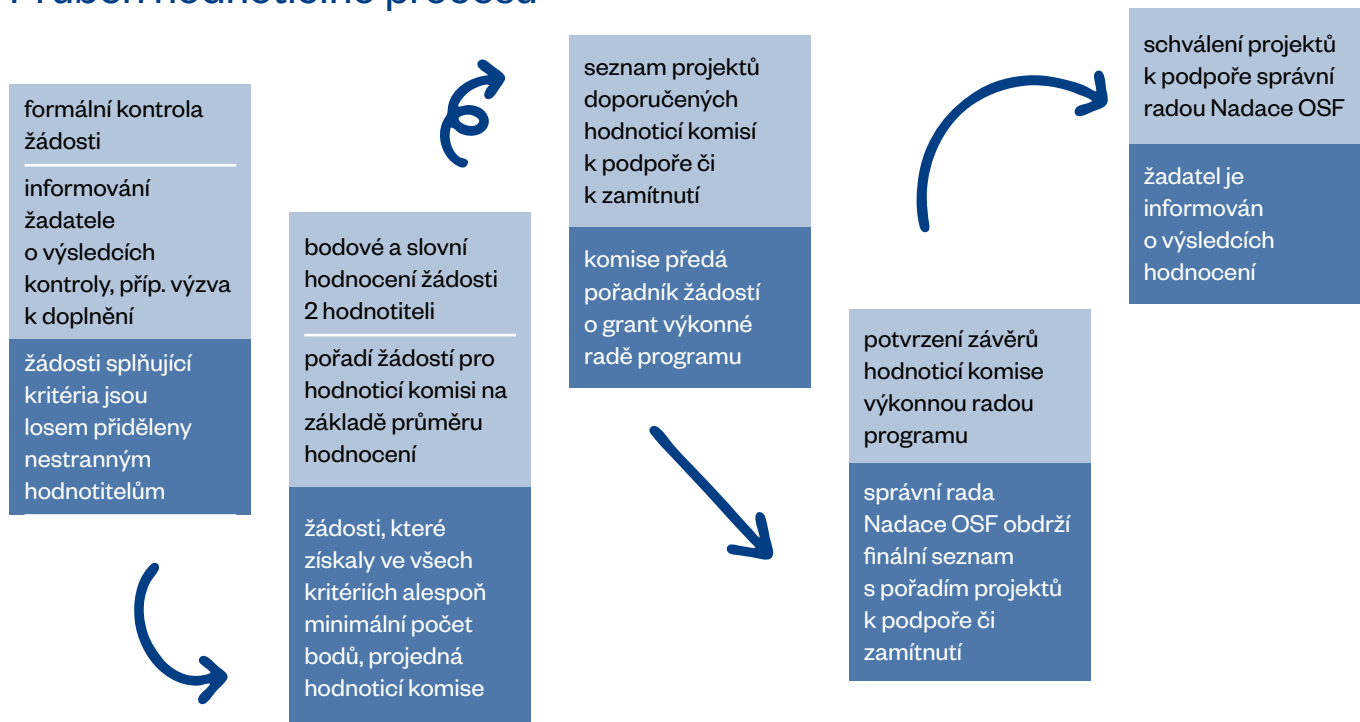 Průběh hodnoticího procesu
formální kontrola
žádosti
informování
žadatele
o výsledcích
kontroly, příp. výzva
k doplnění
žádosti splňující
kritéria jsou
losem přiděleny
nestranným
hodnotitelům
bodové a slovní
hodnocení žádosti
2 hodnotiteli
pořadí žádostí pro
hodnoticí komisi na
základě průměru
hodnocení
žádosti, které
získaly ve všech
kritériích alespoň
minimální počet
bodů, projedná
hodnoticí komise
seznam projektů
doporučených
hodnoticí komisí
k podpoře či
k zamítnutí
komise předá
pořadník žádostí
o grant výkonné
radě programu
potvrzení závěrů
hodnoticí komise
výkonnou radou
programu
správní rada
Nadace OSF obdrží
finální seznam
s pořadím projektů
k podpoře či
zamítnutí
schválení projektů
k podpoře správní
radou Nadace OSF
žadatel je
informován
o výsledcích
hodnocení